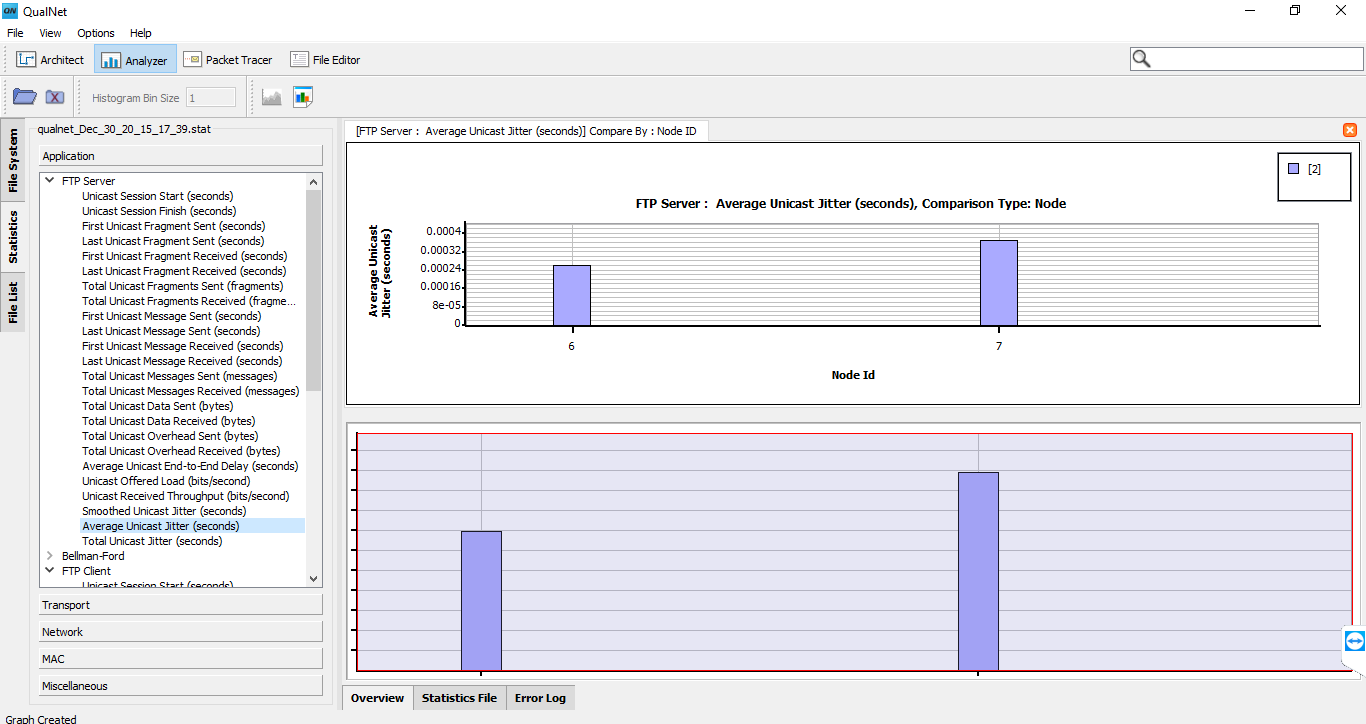 QN QualNet
File View Options Help
Architect Analyzer Packet Tracer File Editor
Histogram Bin Size 1
File System
Statistics
File List
qualnet_Dec_30_20_15_17_39.stat
Application
FTP Server
Unicast Session Start (seconds)
Unicast Session Finish (seconds)
First Unicast Fragment Sent (seconds)
Last Unicast Fragment Sent (seconds)
First Unicast Fragment Received (seconds)
Last Unicast Fragment Received (seconds)
Total Unicast Fragments Sent (fragments)
Total Unicast Fragments Received (fragme...
First Unicast Message Sent (seconds)
Last Unicast Message Sent (seconds)
First Unicast Message Received (seconds)
Last Unicast Message Received (seconds)
Total Unicast Messages Sent (messages)
Total Unicast Messages Received (messages)
Total Unicast Data Sent (bytes)
Total Unicast Data Received (bytes)
Total Unicast Overhead Sent (bytes)
Total Unicast Overhead Received (bytes)
Average Unicast End-to-End Delay (seconds)
Unicast Offered Load (bits/second)
Unicast Received Throughput (bits/second)
Smoothed Unicast Jitter (seconds)
Average Unicast Jitter (seconds)
Total Unicast Jitter (seconds)
Bellman-Ford
FTP Client
Unicast Session Start (seconds)
Transport
Network
MAC
Miscellaneous
[FTP Server : Average Unicast Jitter (seconds)] Compare By : Node ID
[2]
FTP Server : Average Unicast Jitter (seconds), Comparison Type: Node
Average Unicast
Jitter (seconds)
0.0004
0.00032
0.00024
0.00016
8e-05
0
6 7
Node Id
Overview Statistics File Error Log
Graph Created